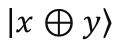 |x ⊕ y⟩